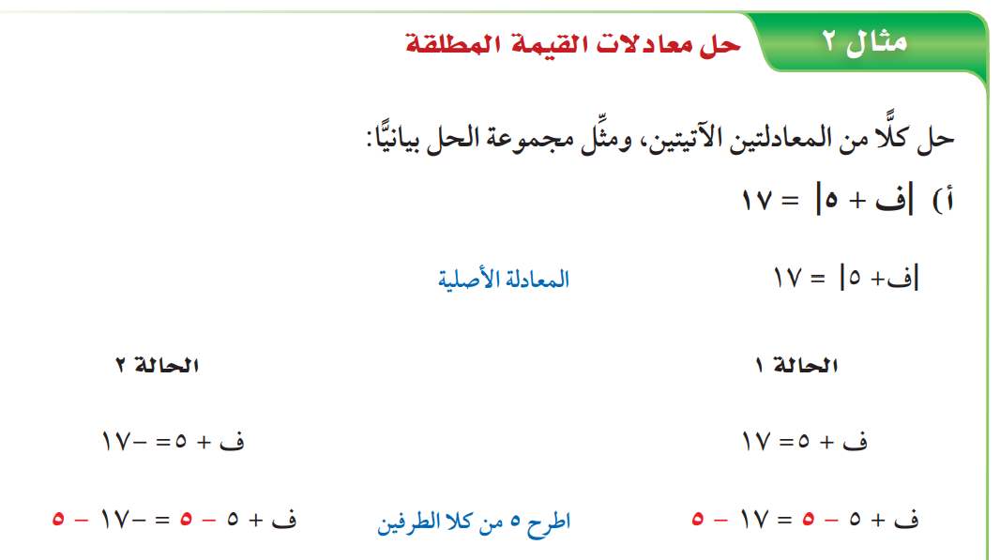 مثال ٢
حل معادلات القيمة المطلقة
حل كلًّا من المعادلتين الآتيتين، ومثِّل مجموعة الحل بيانيًّا:
أ) |ف + ٥| = ١٧
|ف+ ٥| = ١٧ المعادلة الأصلية
الحالة ١ الحالة ٢
ف + ٥= ١٧ ف + ٥= –١٧
ف + ٥ – ٥ = ١٧ – ٥ اطرح ٥ من كلا الطرفين ف + ٥ – ٥ = –١٧ – ٥